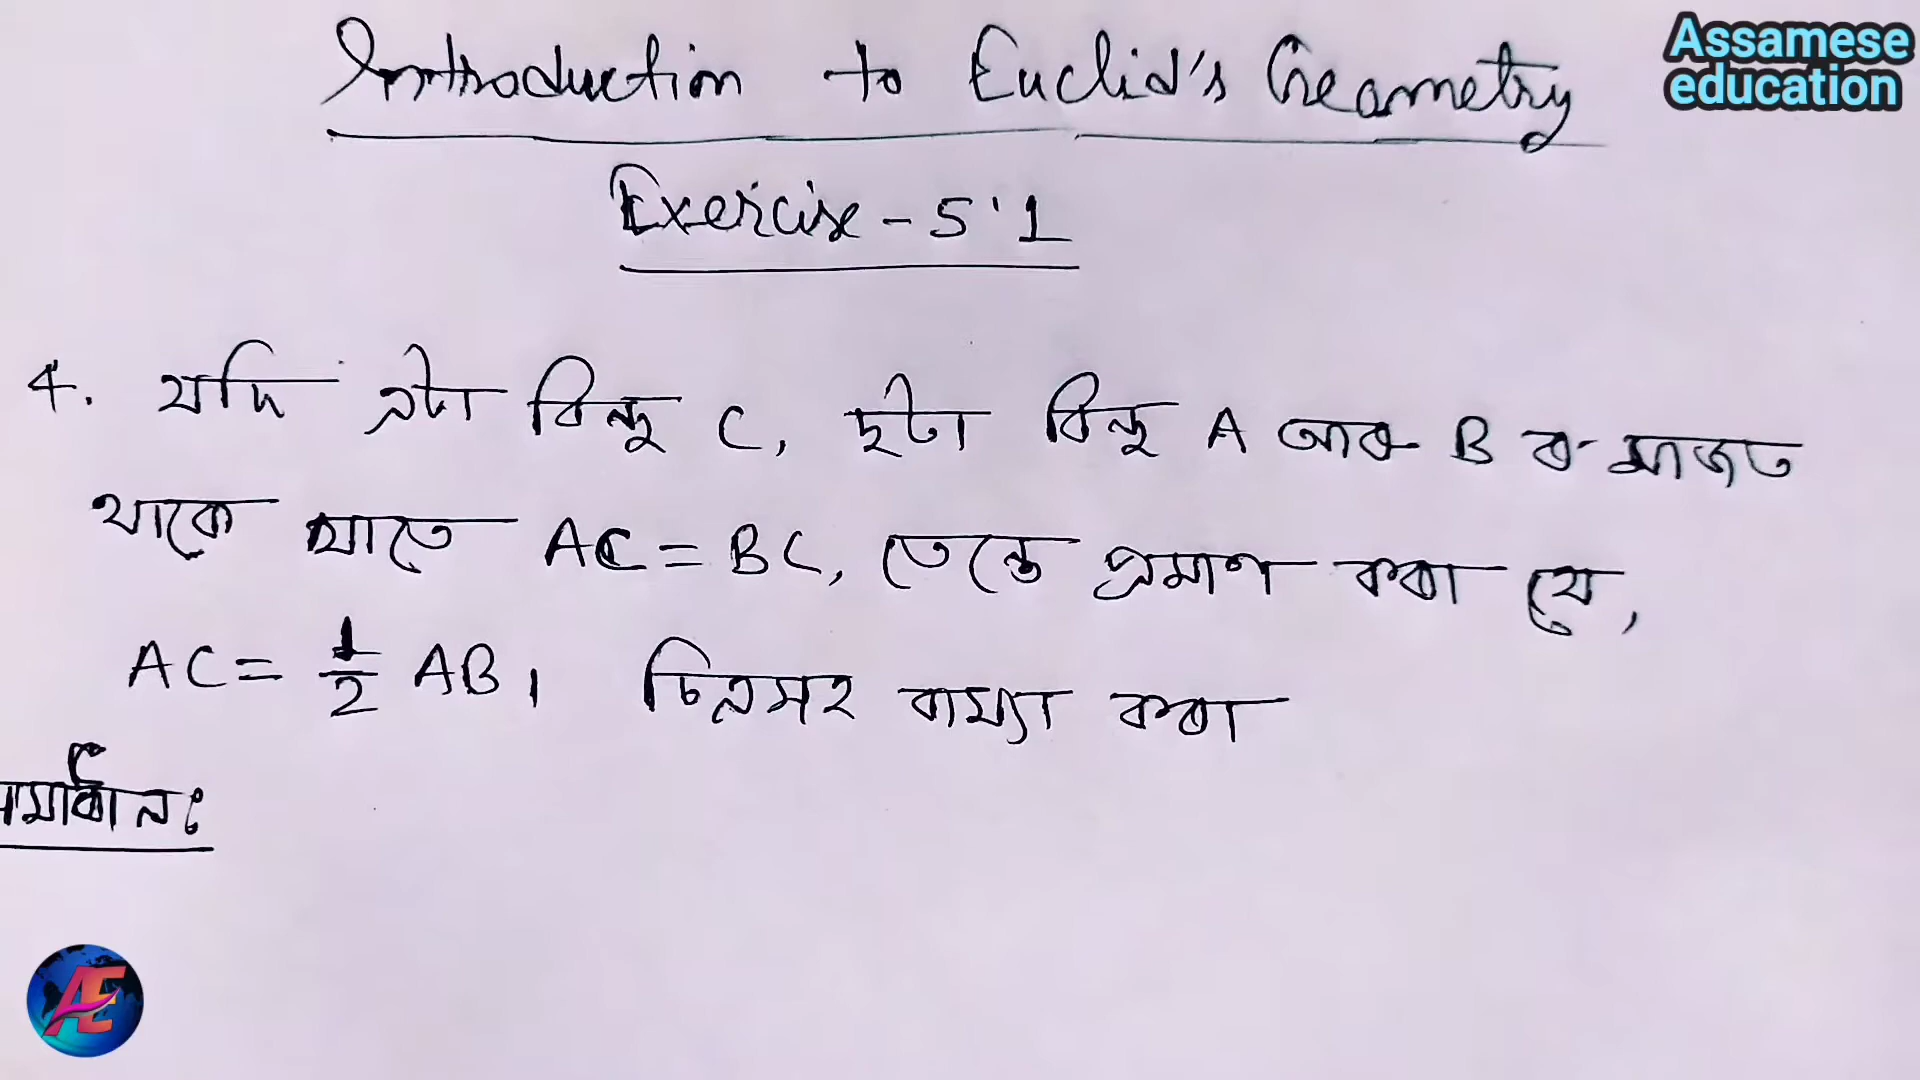 Introduction to Euclid's Geometry
Assamese
education
Exercise - 5.1
4. যদি এটা বিন্দু C, দুটা বিন্দু A আৰু B ৰ মাজত
থাকে যাতে AC = BC, তেন্তে প্ৰমাণ কৰা যে,
AC = 1/2 AB। চিত্ৰসহ ব্যাখ্যা কৰা
সমাধানঃ
AE